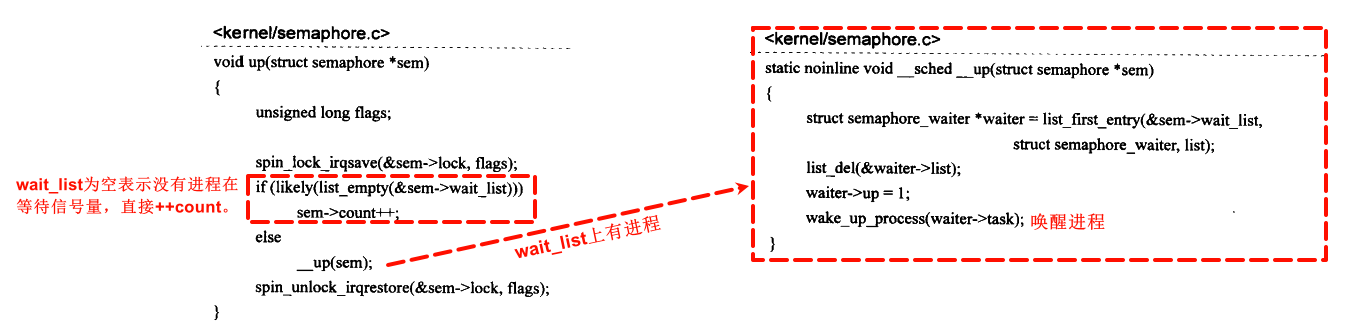 <kernel/semaphore.c>
void up(struct semaphore *sem)
{
unsigned long flags;
spin_lock_irqsave(&sem->lock, flags);
if (likely(list_empty(&sem->wait_list)))
sem->count++;
else
__up(sem);
spin_unlock_irqrestore(&sem->lock, flags);
}
wait_list为空表示没有进程在
等待信号量，直接++count。
wait_list上有进程
<kernel/semaphore.c>
static noinline void __sched __up(struct semaphore *sem)
{
struct semaphore_waiter *waiter = list_first_entry(&sem->wait_list,
struct semaphore_waiter, list);
list_del(&waiter->list);
waiter->up = 1;
wake_up_process(waiter->task); 唤醒进程
}